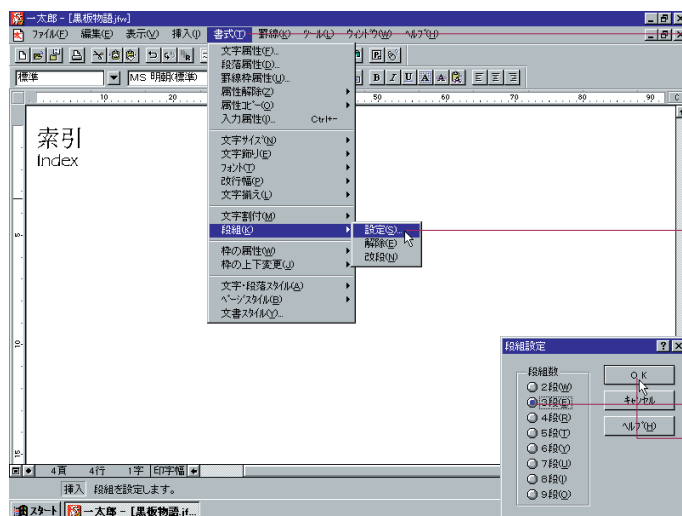 一太郎 - [黒板物語.jfw]
ファイル(F) 編集(E) 表示(V) 挿入(I) 書式(T) 罫線(K) ツール(L) ウィンドウ(W) ヘルプ(H)
標準 MS 明朝(標準) B I U A A
10 20 50 60 70 80 90
索引
Index
文字属性(F)...
段落属性(D)...
罫線枠属性(U)...
属性解除(Z)
属性コピー(O)
入力属性(I)... Ctrl+-
文字サイズ(N)
文字飾り(E)
フォント(T)
改行幅(P)
文字揃え(L)
文字割付(M)
段組(K)
枠の属性(W)
枠の上下変更(J)
文字・段落スタイル(A)
ページスタイル(B)
文書スタイル(Y)...
設定(S)...
解除(E)
改段(N)
段組設定
段組数
2段(W)
3段(E)
4段(R)
5段(T)
6段(Y)
7段(U)
8段(I)
9段(O)
OK
キャンセル
ヘルプ(H)
4頁 4行 1字 印字幅
挿入 段組を設定します。
スタート 一太郎 - [黒板物語.jf...